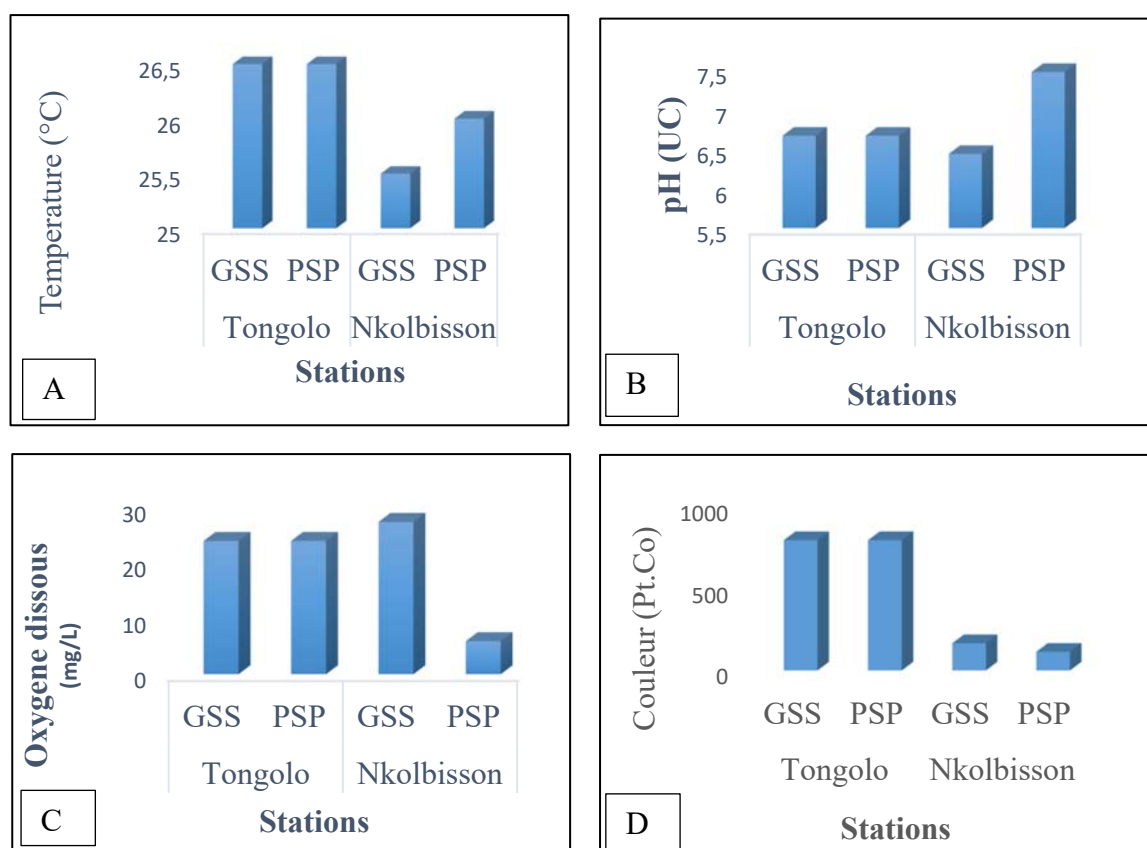 Temperature (°C)
26,5
26
25,5
25
GSS PSP GSS PSP
Tongolo Nkolbisson
Stations
A
pH (UC)
7,5
7
6,5
6
5,5
GSS PSP GSS PSP
Tongolo Nkolbisson
Stations
B
Oxygene dissous
(mg/L)
30
20
10
0
GSS PSP GSS PSP
Tongolo Nkolbisson
Stations
C
Couleur (Pt.Co)
1000
500
0
GSS PSP GSS PSP
Tongolo Nkolbisson
Stations
D